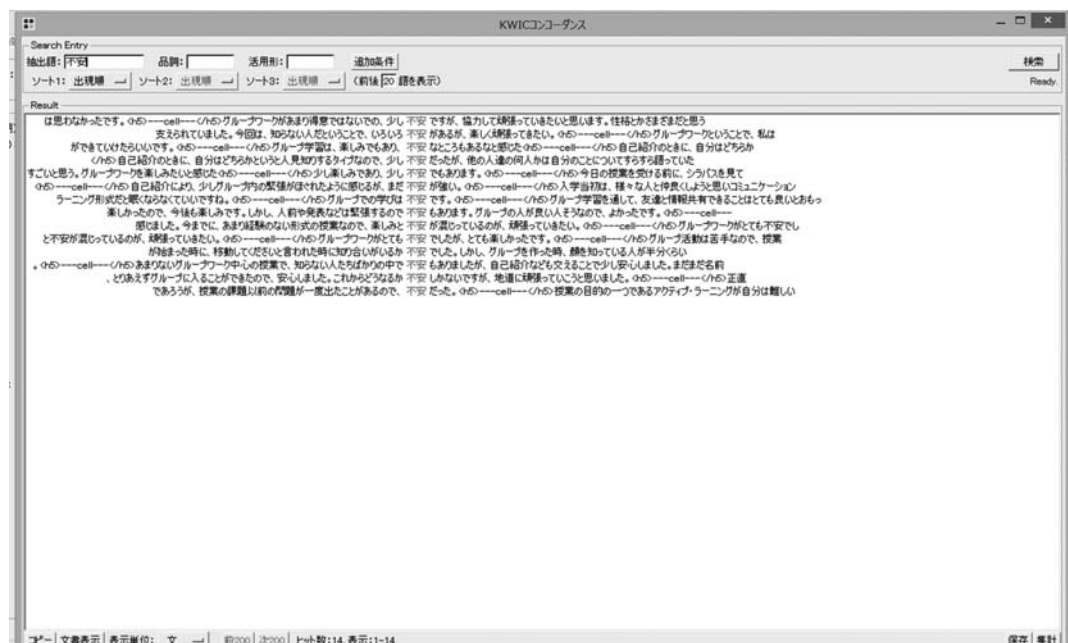 KWICコンコーダンス
Search Entry
抽出語: 不安 品詞: 活用形: 追加条件 検索
ソート1: 出現順 ソート2: 出現順 ソート3: 出現順 (前後 20 語を表示) Ready.
Result
は思わなかったです。<h5>---cell---</h5>グループワークがあまり得意ではないでの、少し 不安 ですが、協力して頑張っていきたいと思います。性格とかさまざまだと思う
支えられていました。今回は、知らない人だということで、いろいろ 不安 があるが、楽しく頑張ってきたい。<h5>---cell---</h5>グループワークということで、私は
ができていけたらいいです。<h5>---cell---</h5>グループ学習は、楽しみでもあり、 不安 なところもあるなと感じた<h5>---cell---</h5>自己紹介のときに、自分はどちらか
</h5>自己紹介のときに、自分はどちらかというと人見知りするタイプなので、少し 不安 だったが、他の人達の何人かは自分のことについてすらすら語っていた
すごいと思う。グループワークを楽しみたいと感じた<h5>---cell---</h5>少し楽しみであり、少し 不安 でもあります。<h5>---cell---</h5>今日の授業を受ける前に、シラバスを見て
<h5>---cell---</h5>自己紹介により、少しグループ内の緊張がほぐれたように感じるが、まだ 不安 が強い。<h5>---cell---</h5>入学当初は、様々な人と仲良くしようと思いコミュニケーション
ラーニング形式だと眠くならなくていいですね。<h5>---cell---</h5>グループでの学びは 不安 です。<h5>---cell---</h5>グループ学習を通して、友達と情報共有できることはとても良いとおもっ
楽しかったので、今後も楽しみです。しかし、人前や発表などは緊張するので 不安 もあります。グループの人が良い人そうなので、よかったです。<h5>---cell---
感じました。今までに、あまり経験のない形式の授業なので、楽しみと 不安 が混じっているのが、頑張っていきたい。<h5>---cell---</h5>グループワークがとても不安でし
と不安が混じっているのが、頑張っていきたい。<h5>---cell---</h5>グループワークがとても 不安 でしたが、とても楽しかったです。<h5>---cell---</h5>グループ活動は苦手なので、授業
が始まった時に、移動してくださいと言われた時に知り合いがいるか 不安 でした。しかし、グループを作った時、顔を知っている人が半分くらい
。<h5>---cell---</h5>あまりないグループワーク中心の授業で、知らない人たちばかりの中で 不安 もありましたが、自己紹介なども交えることで少し安心しました。まだまだ名前
、とりあえずグループに入ることができたので、安心しました。これからどうなるか 不安 しかないですが、地道に頑張っていこうと思いました。<h5>---cell---</h5>正直
であろうが、授業の課題以前の問題が一度出たことがあるので、 不安 だった。<h5>---cell---</h5>授業の目的の一つであるアクティブ・ラーニングが自分は難しい
コピー 文書表示 表示単位: 文 前200 次200 ヒット数:14, 表示:1-14 保存 集計